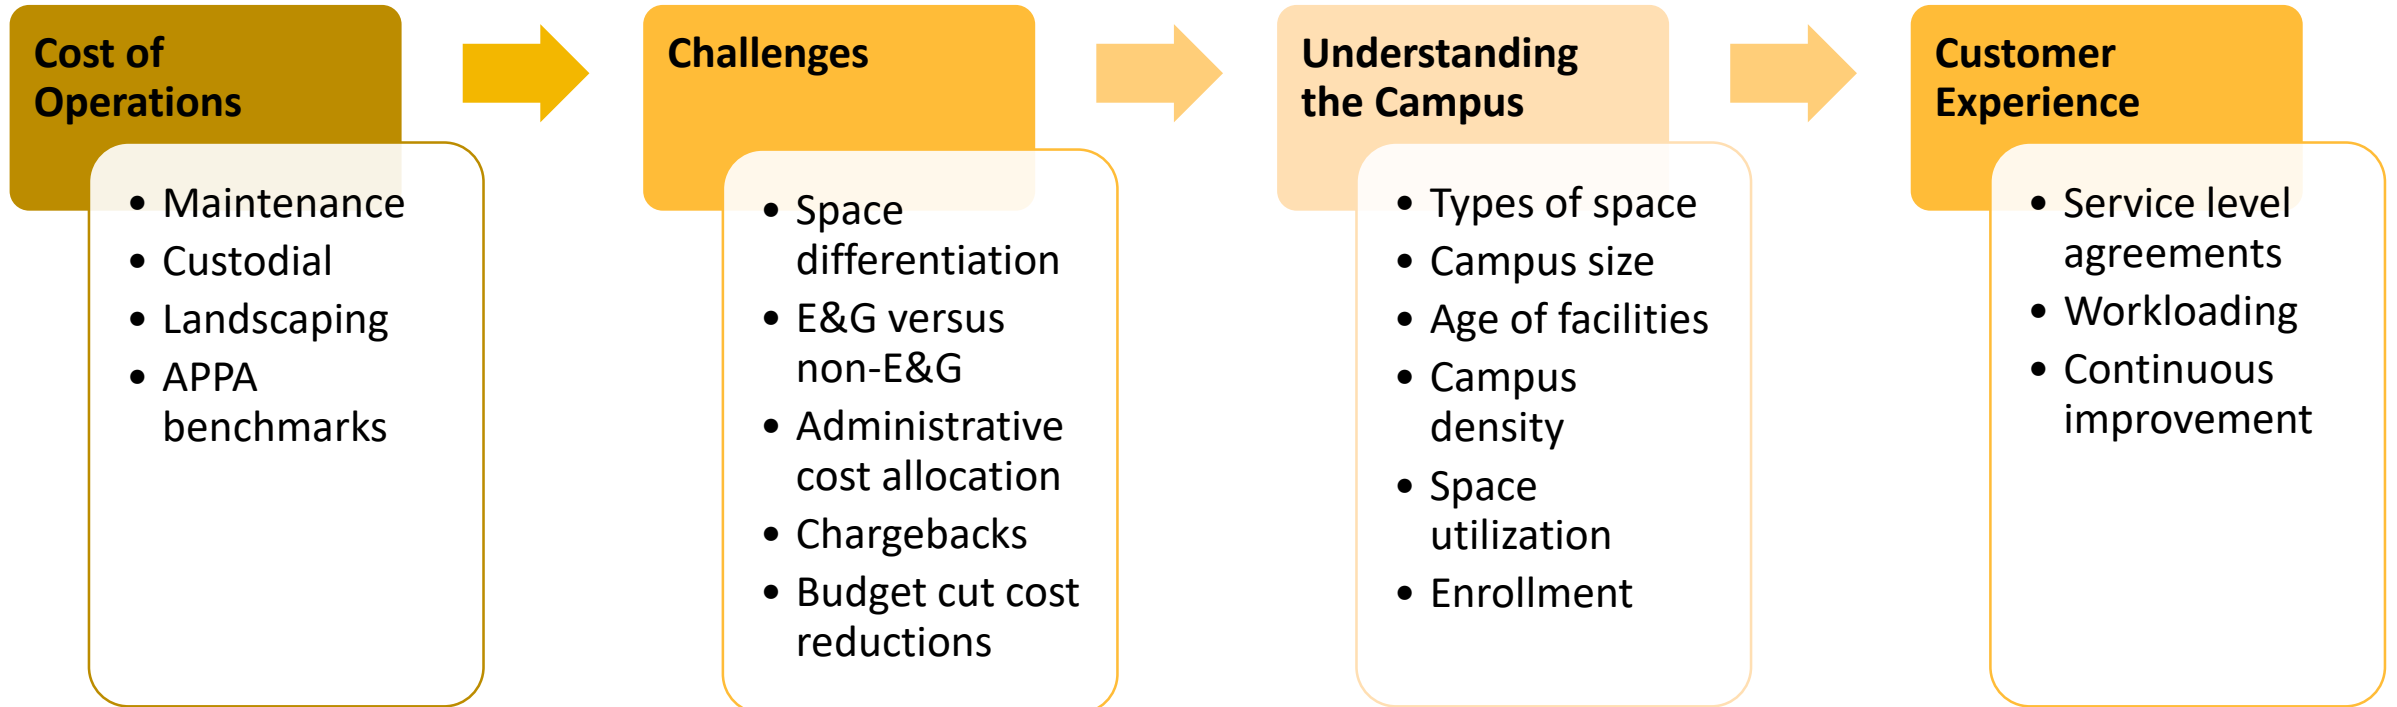 Cost of
Operations
• Maintenance
• Custodial
• Landscaping
• APPA
benchmarks
Challenges
• Space
differentiation
• E&G versus
non-E&G
• Administrative
cost allocation
• Chargebacks
• Budget cut cost
reductions
Understanding
the Campus
• Types of space
• Campus size
• Age of facilities
• Campus
density
• Space
utilization
• Enrollment
Customer
Experience
• Service level
agreements
• Workloading
• Continuous
improvement